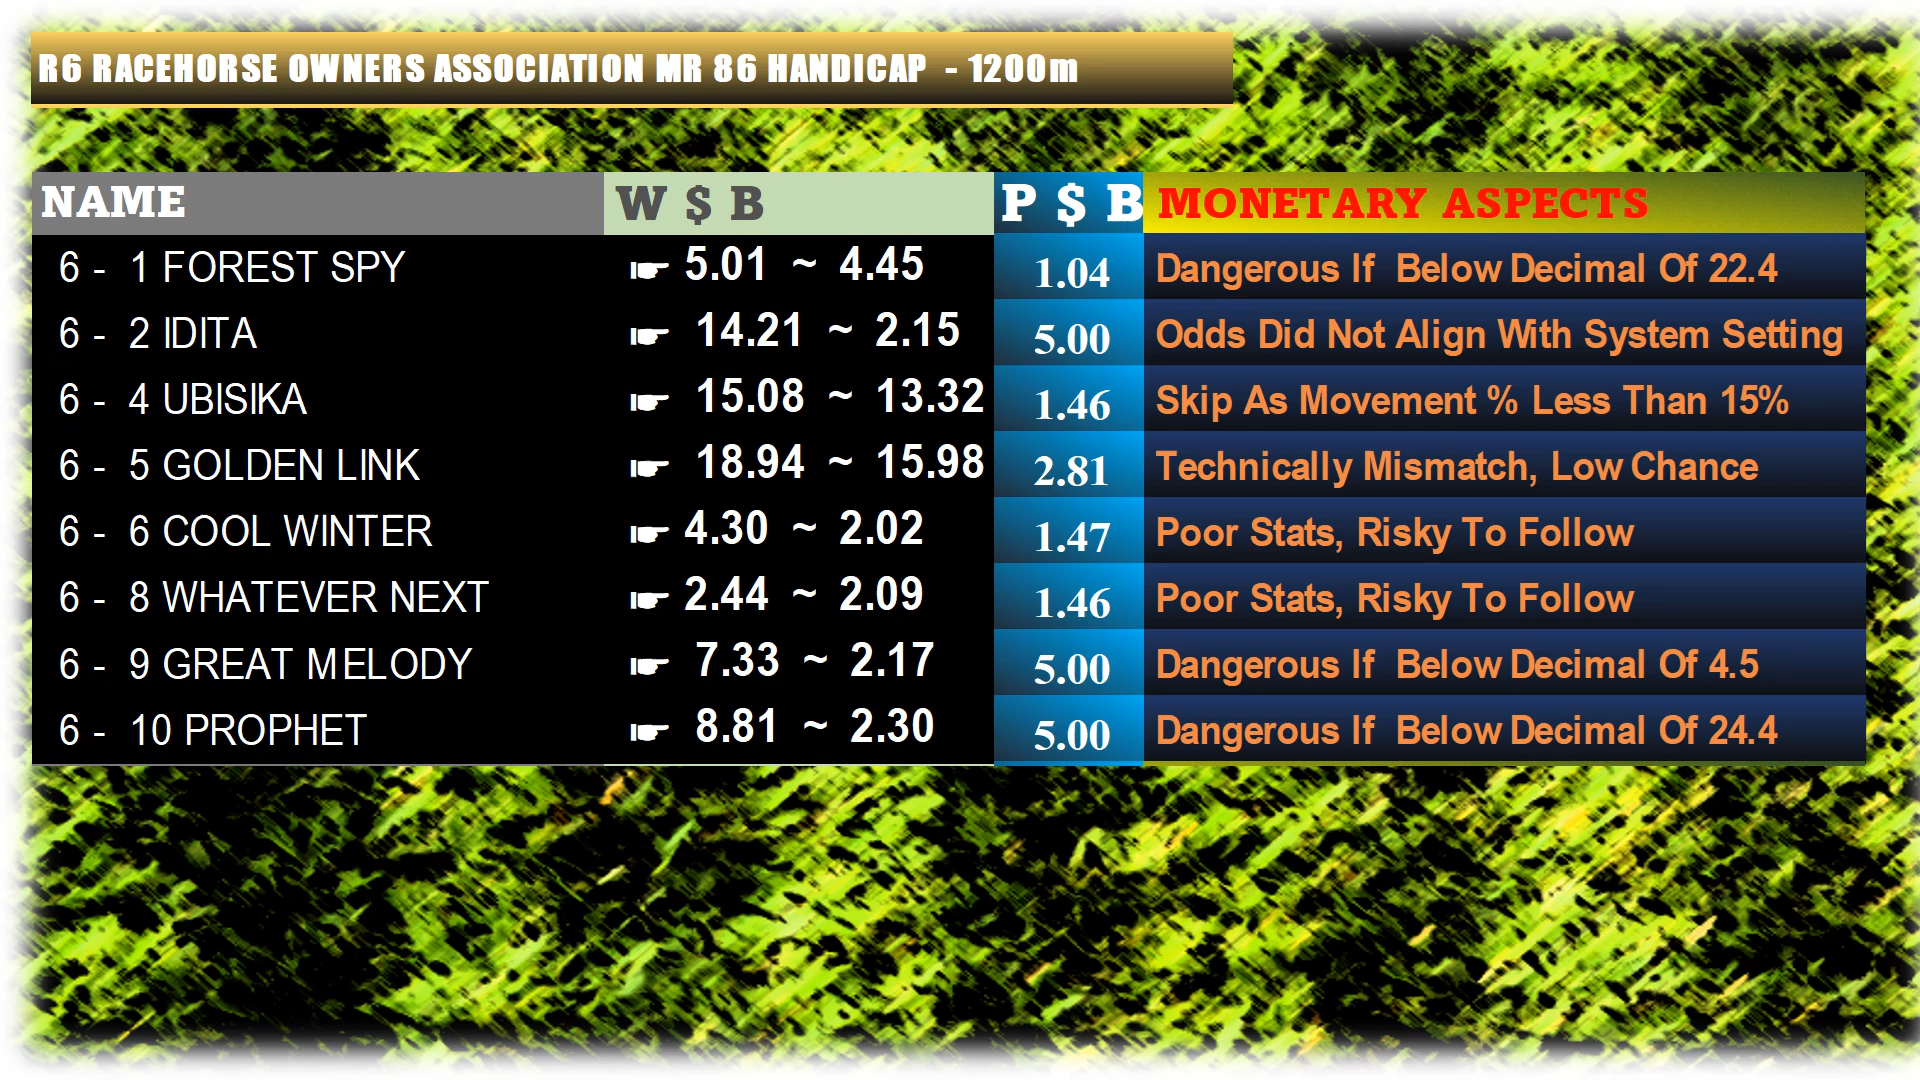 R6 RACEHORSE OWNERS ASSOCIATION MR 86 HANDICAP - 1200m
NAME W $ B P $ B MONETARY ASPECTS
6 - 1 FOREST SPY ☛ 5.01 ~ 4.45 1.04 Dangerous If Below Decimal Of 22.4
6 - 2 IDITA ☛ 14.21 ~ 2.15 5.00 Odds Did Not Align With System Setting
6 - 4 UBISIKA ☛ 15.08 ~ 13.32 1.46 Skip As Movement % Less Than 15%
6 - 5 GOLDEN LINK ☛ 18.94 ~ 15.98 2.81 Technically Mismatch, Low Chance
6 - 6 COOL WINTER ☛ 4.30 ~ 2.02 1.47 Poor Stats, Risky To Follow
6 - 8 WHATEVER NEXT ☛ 2.44 ~ 2.09 1.46 Poor Stats, Risky To Follow
6 - 9 GREAT MELODY ☛ 7.33 ~ 2.17 5.00 Dangerous If Below Decimal Of 4.5
6 - 10 PROPHET ☛ 8.81 ~ 2.30 5.00 Dangerous If Below Decimal Of 24.4